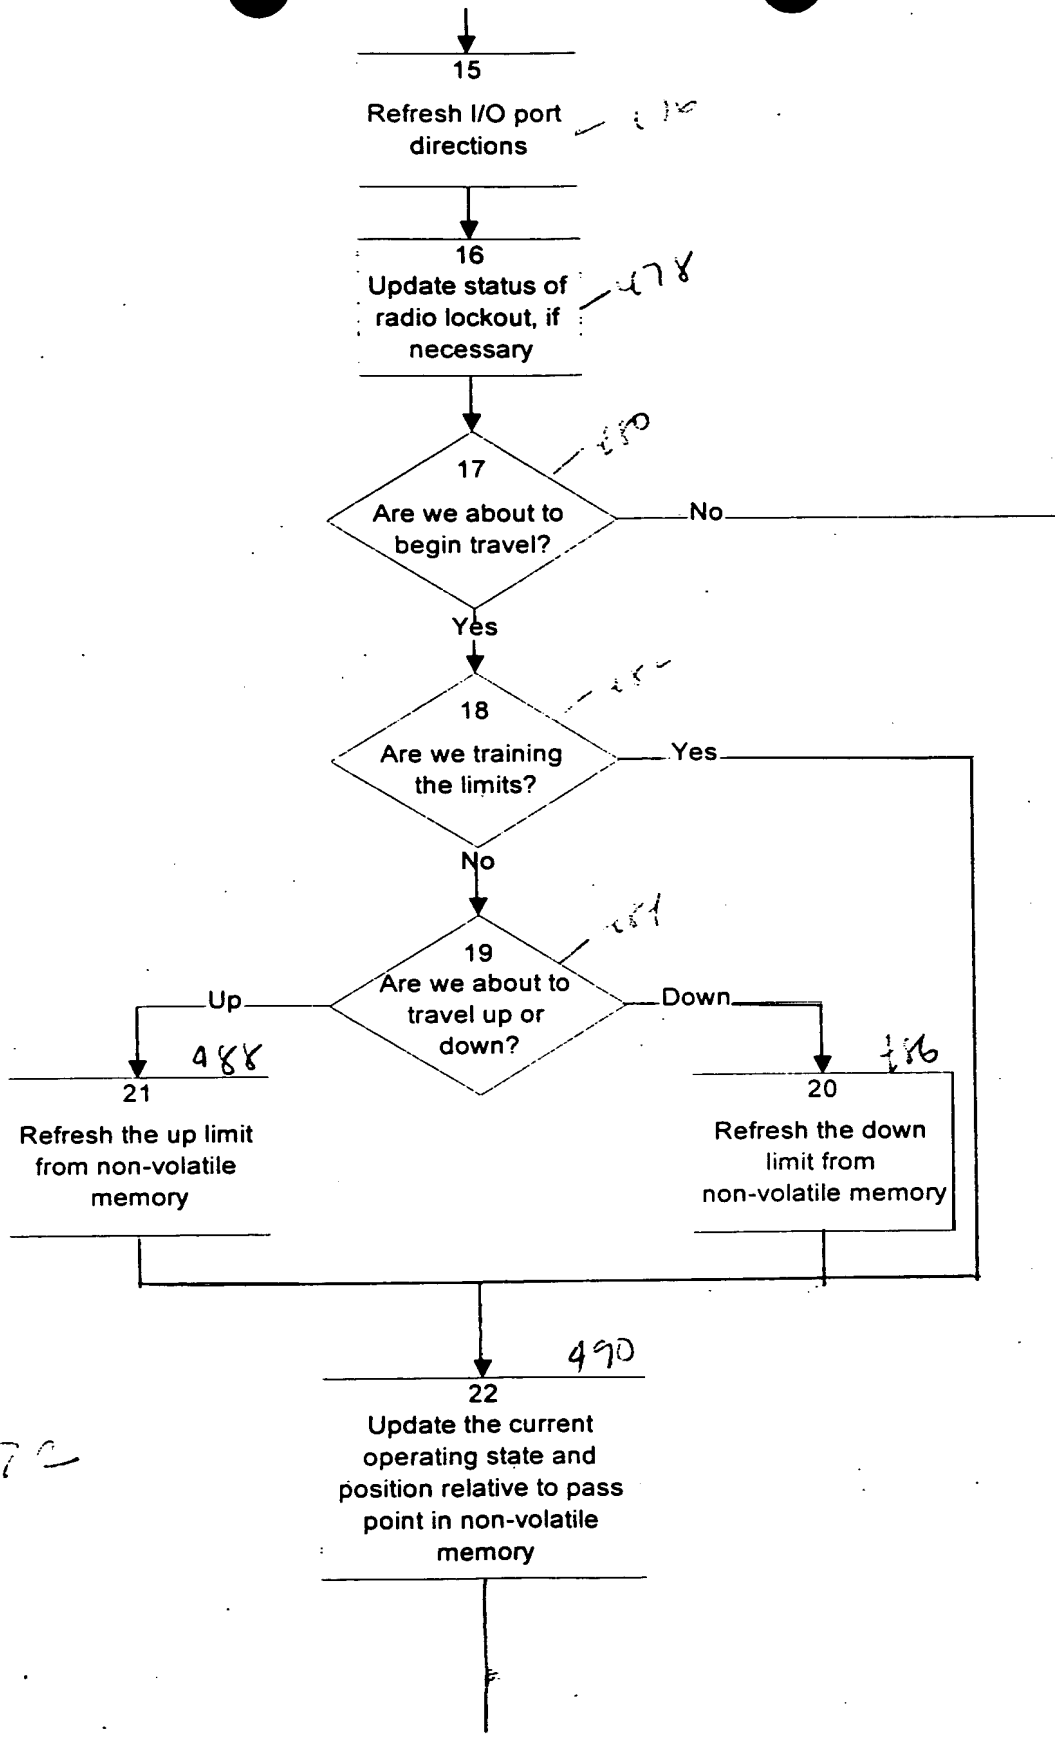 15
Refresh I/O port
directions
16
478
Update status of
radio lockout, if
necessary
17
Are we about to
begin travel?
No
Yes
18
Are we training
the limits?
Yes
No
19
Are we about to
travel up or
down?
Up
Down
488
486
21
Refresh the up limit
from non-volatile
memory
20
Refresh the down
limit from
non-volatile memory
490
22
Update the current
operating state and
position relative to pass
point in non-volatile
memory